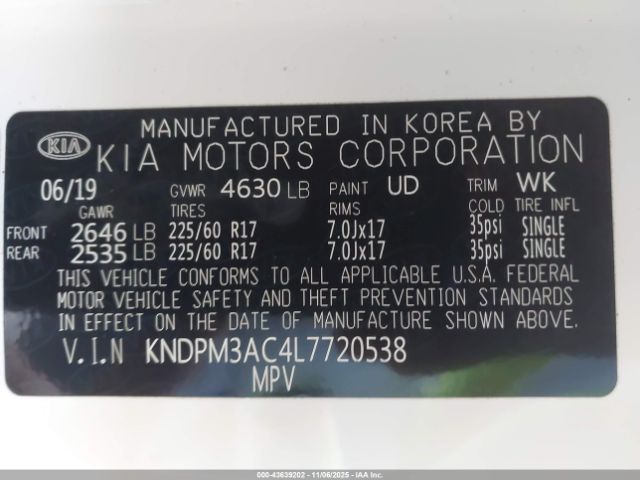 MANUFACTURED IN KOREA BY
KIA KIA MOTORS CORPORATION
06/19 GVWR 4630 LB PAINT UD TRIM WK
GAWR TIRES RIMS COLD TIRE INFL
FRONT 2646 LB 225/60 R17 7.0Jx17 35psi SINGLE
REAR 2535 LB 225/60 R17 7.0Jx17 35psi SINGLE
THIS VEHICLE CONFORMS TO ALL APPLICABLE U.S.A. FEDERAL
MOTOR VEHICLE SAFETY AND THEFT PREVENTION STANDARDS
IN EFFECT ON THE DATE OF MANUFACTURE SHOWN ABOVE.
V.I.N KNDPM3AC4L7720538
MPV
000-43639202 - 11/06/2025 - IAAI.CA